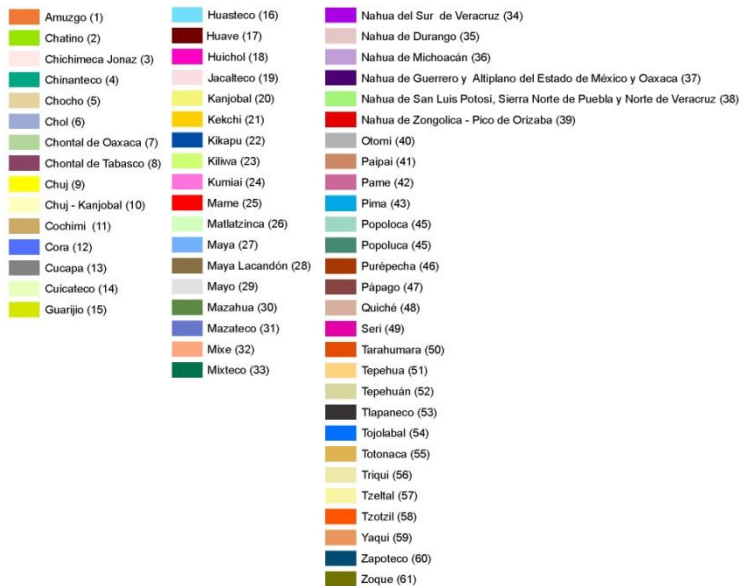 Amuzgo (1)
Chatino (2)
Chichimeca Jonaz (3)
Chinanteco (4)
Chocho (5)
Chol (6)
Chontal de Oaxaca (7)
Chontal de Tabasco (8)
Chuj (9)
Chuj - Kanjobal (10)
Cochimi (11)
Cora (12)
Cucapa (13)
Cuicateco (14)
Guarijio (15)
Huasteco (16)
Huave (17)
Huichol (18)
Jacalteco (19)
Kanjobal (20)
Kekchi (21)
Kikapu (22)
Kiliwa (23)
Kumiai (24)
Mame (25)
Matlatzinca (26)
Maya (27)
Maya Lacandón (28)
Mayo (29)
Mazahua (30)
Mazateco (31)
Mixe (32)
Mixteco (33)
Nahua del Sur de Veracruz (34)
Nahua de Durango (35)
Nahua de Michoacán (36)
Nahua de Guerrero y Altiplano del Estado de México y Oaxaca (37)
Nahua de San Luis Potosi, Sierra Norte de Puebla y Norte de Veracruz (38)
Nahua de Zongolica - Pico de Orizaba (39)
Otomi (40)
Paipai (41)
Pame (42)
Pima (43)
Popoloca (45)
Popoluca (45)
Purépecha (46)
Pápago (47)
Quiché (48)
Seri (49)
Tarahumara (50)
Tepehua (51)
Tepehuán (52)
Tlapaneco (53)
Tojolabal (54)
Totonaca (55)
Triqui (56)
Tzeltal (57)
Tzotzil (58)
Yaqui (59)
Zapoteco (60)
Zoque (61)